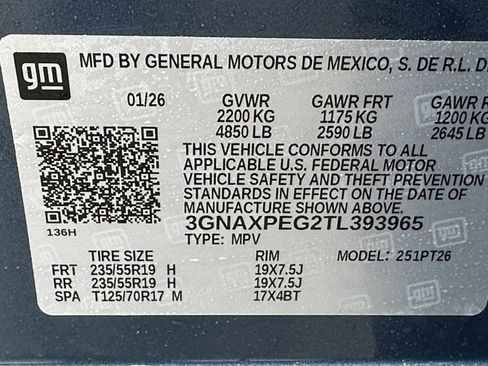 gm
MFD BY GENERAL MOTORS DE MEXICO, S. DE R.L. D
01/26 GVWR GAWR FRT GAWR R
2200 KG 1175 KG 1200 KG
4850 LB 2590 LB 2645 LB
THIS VEHICLE CONFORMS TO ALL
APPLICABLE U.S. FEDERAL MOTOR
VEHICLE SAFETY AND THEFT PREVENTION
STANDARDS IN EFFECT ON THE DATE OF
MANUFACTURE SHOWN ABOVE.
136H 3GNAXPEG2TL393965
TYPE: MPV
TIRE SIZE RIM MODEL: 251PT26
FRT 235/55R19 H 19X7.5J
RR 235/55R19 H 19X7.5J
SPA T125/70R17 M 17X4BT